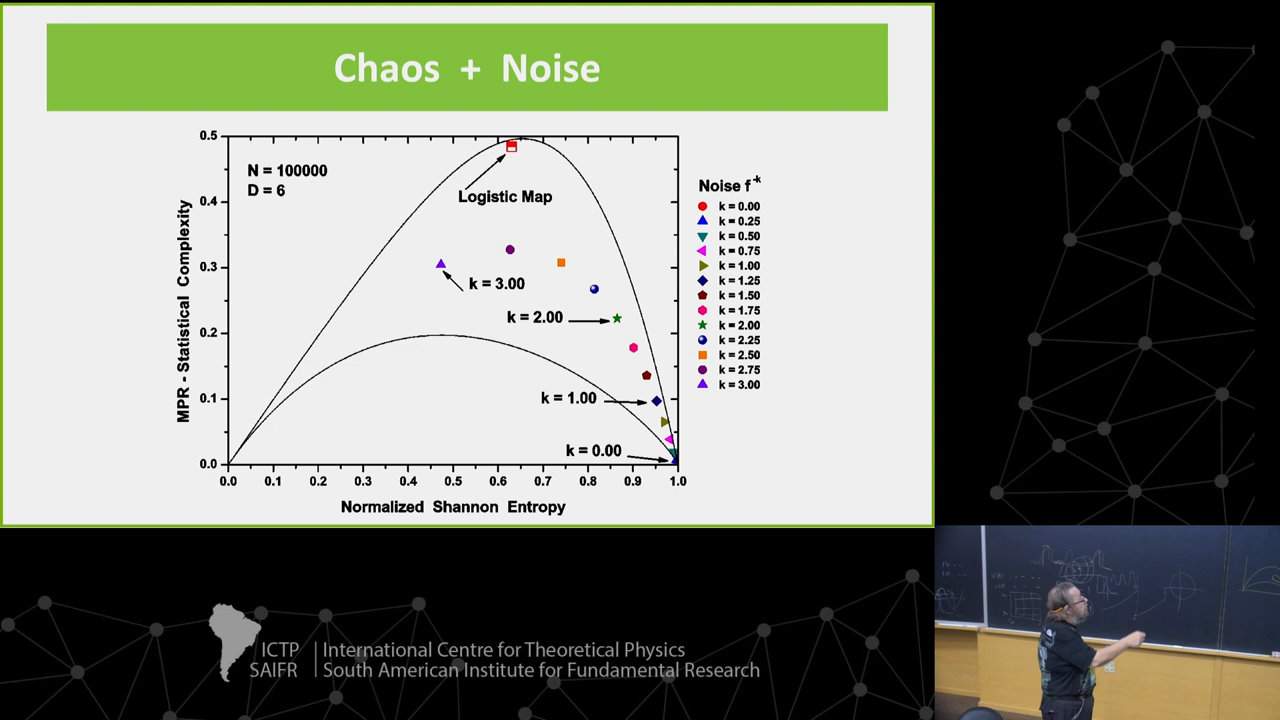 Chaos + Noise
N = 100000
D = 6
0.5
0.4
0.3
0.2
0.1
0.0
MPR - Statistical Complexity
Logistic Map
k = 3.00
k = 2.00
k = 1.00
k = 0.00
0.0 0.1 0.2 0.3 0.4 0.5 0.6 0.7 0.8 0.9 1.0
Normalized Shannon Entropy
Noise f^-k
k = 0.00
k = 0.25
k = 0.50
k = 0.75
k = 1.00
k = 1.25
k = 1.50
k = 1.75
k = 2.00
k = 2.25
k = 2.50
k = 2.75
k = 3.00
ICTP
SAIFR
International Centre for Theoretical Physics
South American Institute for Fundamental Research